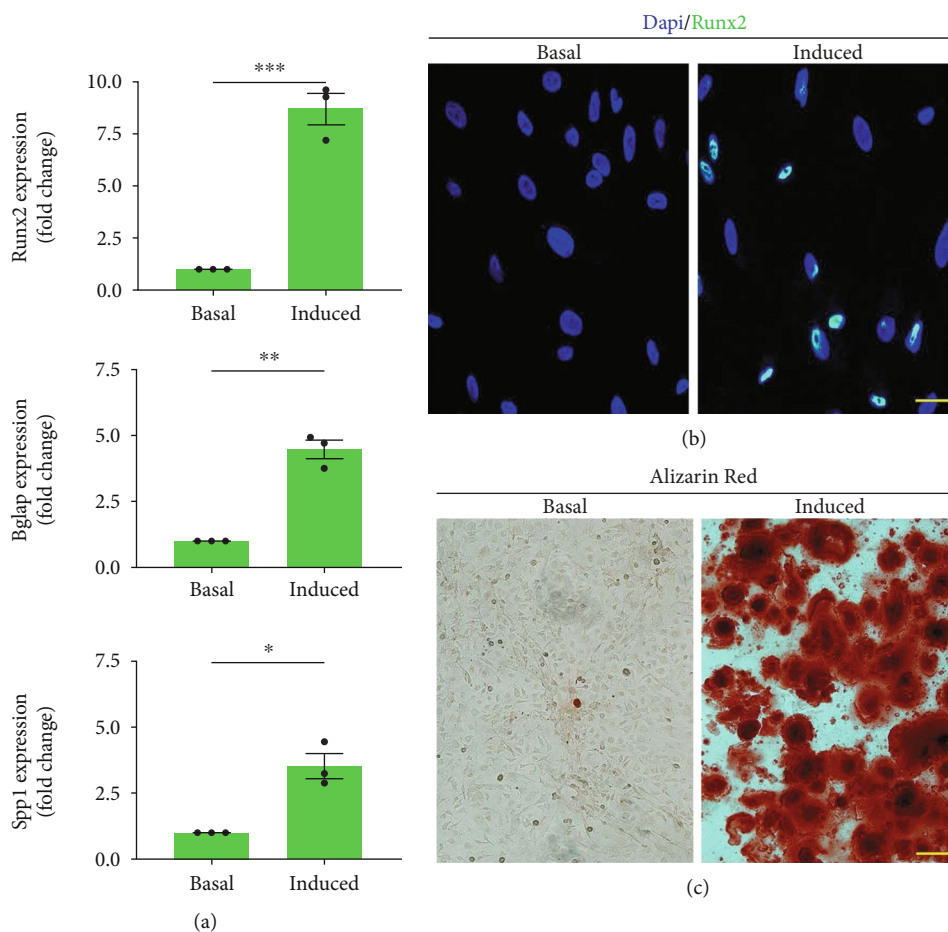 10.0
7.5
5.0
2.5
0.0
Runx2 expression
(fold change)
***
Basal
Induced
7.5
5.0
2.5
0.0
Bglap expression
(fold change)
**
Basal
Induced
7.5
5.0
2.5
0.0
Spp1 expression
(fold change)
*
Basal
Induced
(a)
Dapi/Runx2
Basal
Induced
(b)
Alizarin Red
Basal
Induced
(c)